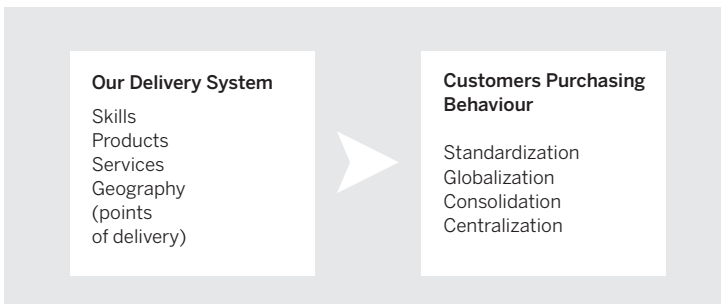 Our Delivery System
Skills
Products
Services
Geography
(points
of delivery)
Customers Purchasing
Behaviour
Standardization
Globalization
Consolidation
Centralization